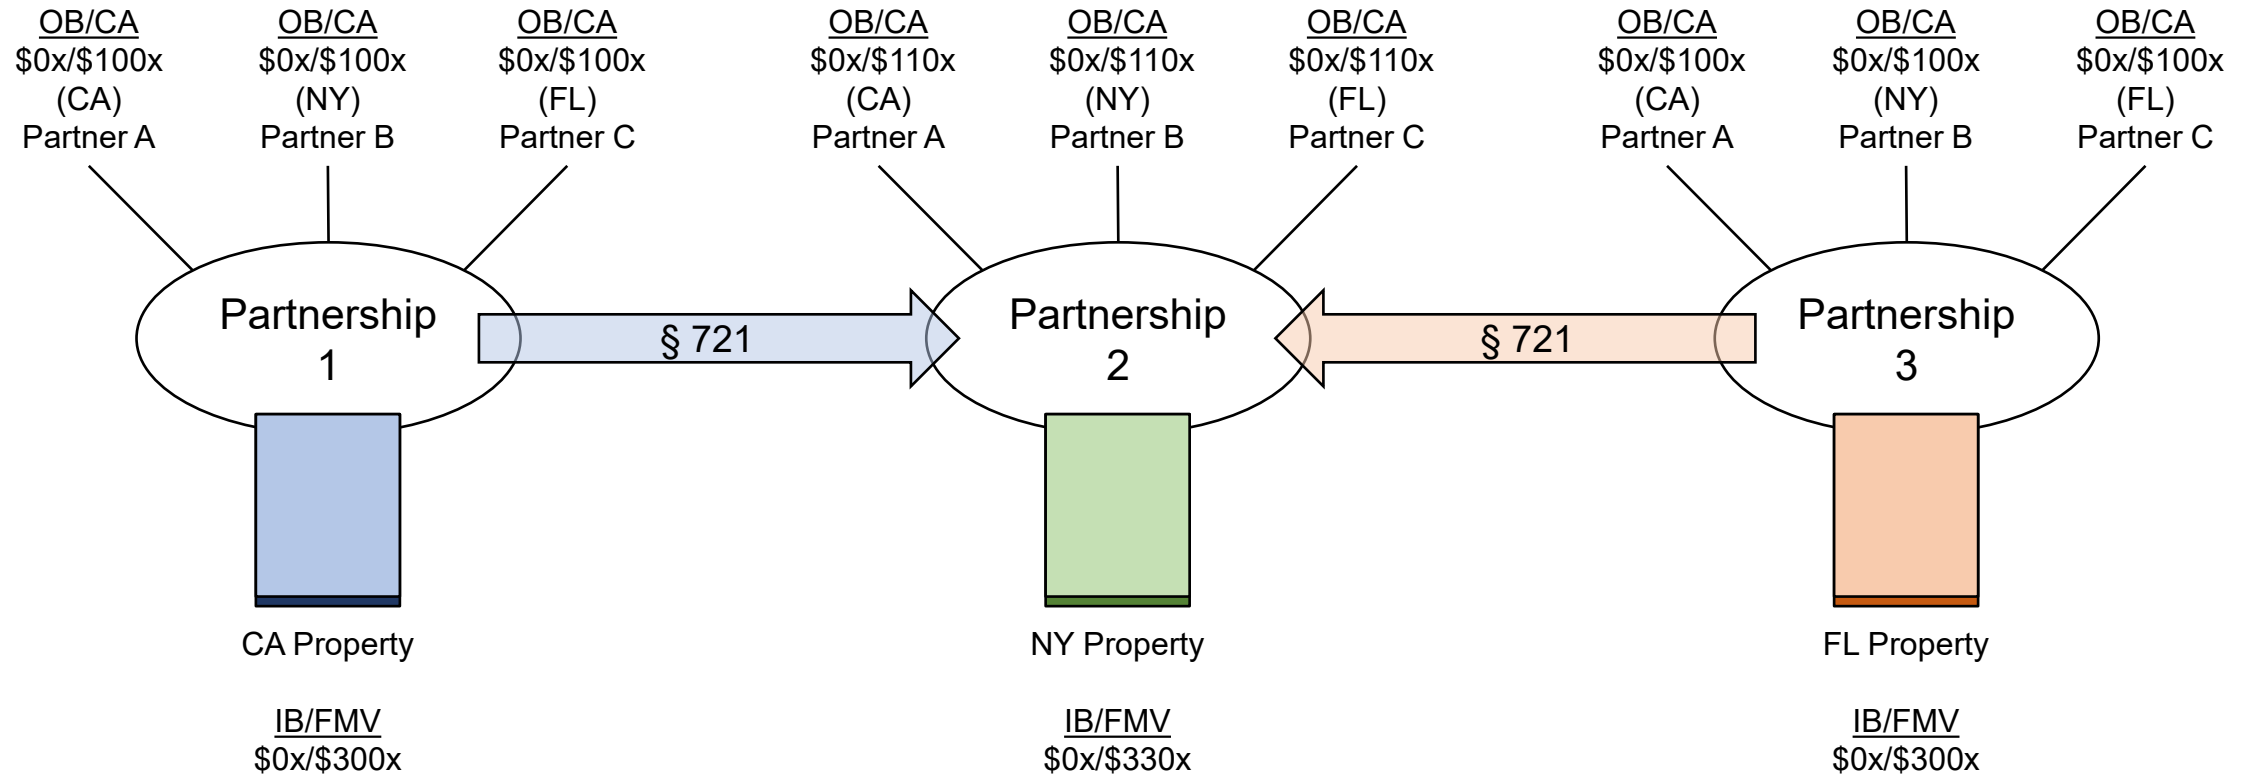 OB/CA
$0x/$100x
(CA)
Partner A
OB/CA
$0x/$100x
(NY)
Partner B
OB/CA
$0x/$100x
(FL)
Partner C
OB/CA
$0x/$110x
(CA)
Partner A
OB/CA
$0x/$110x
(NY)
Partner B
OB/CA
$0x/$110x
(FL)
Partner C
OB/CA
$0x/$100x
(CA)
Partner A
OB/CA
$0x/$100x
(NY)
Partner B
OB/CA
$0x/$100x
(FL)
Partner C
Partnership
1
§ 721
Partnership
2
§ 721
Partnership
3
CA Property
IB/FMV
$0x/$300x
NY Property
IB/FMV
$0x/$330x
FL Property
IB/FMV
$0x/$300x